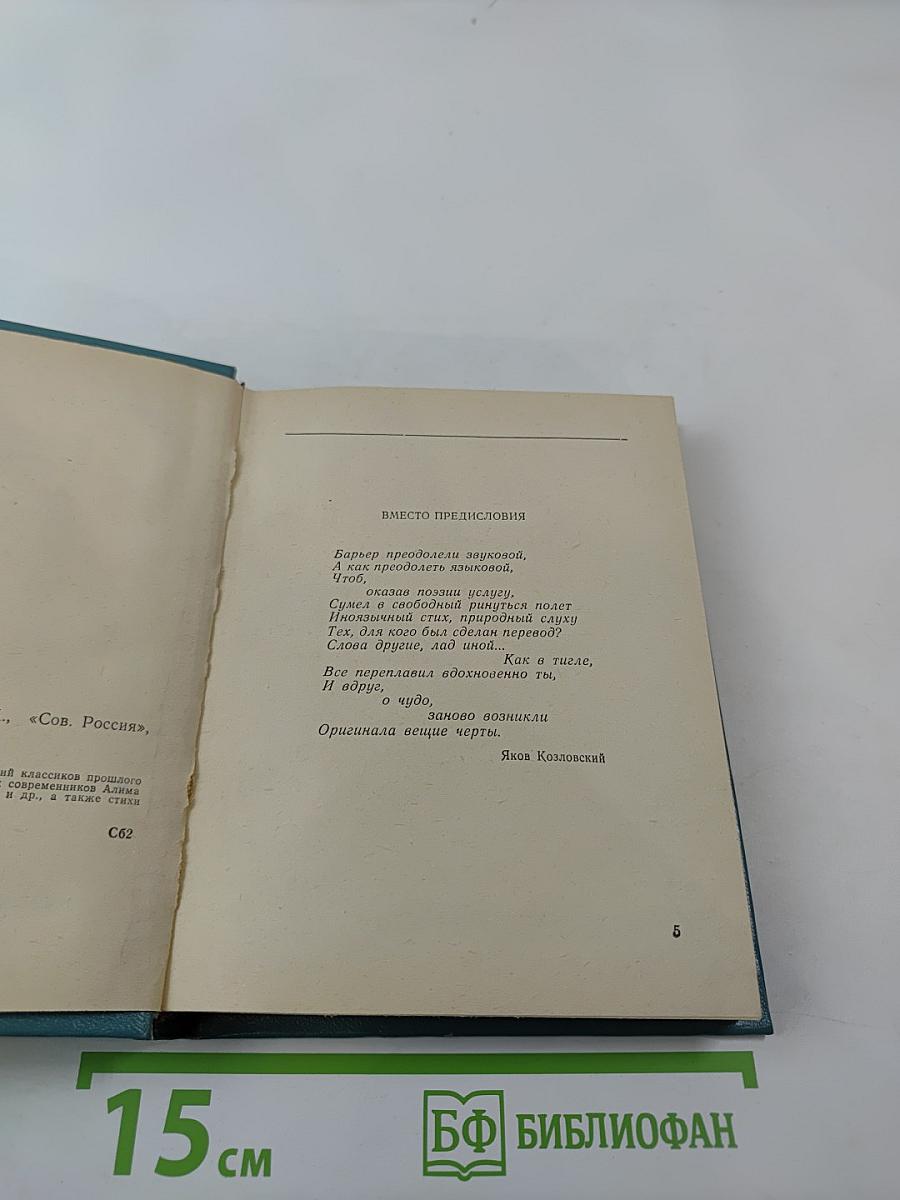 «Сов. Россия»,
классиков прошлого
современников Алима
и др., а также стихи
Сб2
ВМЕСТО ПРЕДИСЛОВИЯ
Барьер преодолели звуковой,
А как преодолеть языковой,
Чтоб,
оказав поэзии услугу,
Сумел в свободный ринуться полет
Иноязычный стих, природный слуху
Тех, для кого был сделан перевод?
Слова другие, лад иной...
Как в тигле,
Все переплавил вдохновенно ты,
И вдруг,
о чудо,
заново возникли
Оригинала вещие черты.
Яков Козловский
5
15 см
БФ БИБЛИОФАН